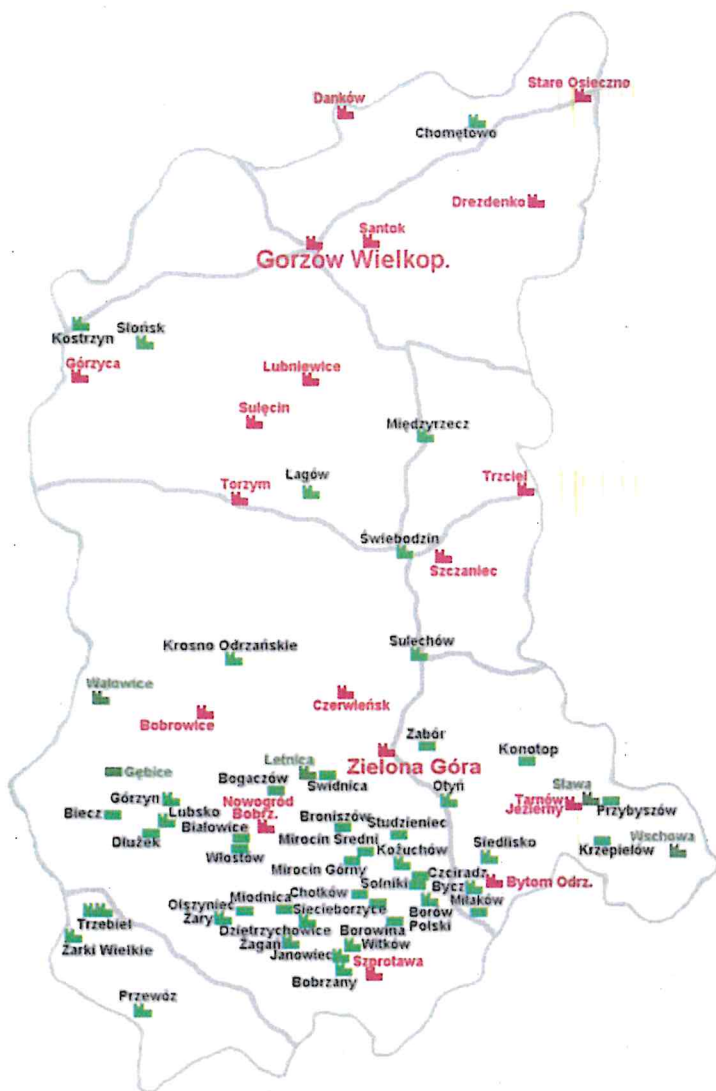 Stare Osieczno
Danków
Chomętowo
Drezdenko
Santok
Gorzów Wielkop.
Kostrzyn
Słońsk
Górzyca
Lubniewice
Sulęcin
Międzyrzecz
Torzym
Lagów
Trzciel
Świebodzin
Szczaniec
Krosno Odrzańskie
Sulechów
Wałowice
Bobrowice
Czerwieńsk
Zabór
Konotop
Zielona Góra
Gębice
Letnica
Świdnica
Bogaczów
Otyń
Sława
Tarnów
Jezierny
Przybyszów
Górzyn
Nowogród
Bobrz.
Biecz
Lubsko
Dłużek
Białowice
Włostów
Broniszów
Studzieniec
Mirocin Średni
Kożuchów
Mirocin Górny
Siedlisko
Krzepielów
Wschowa
Czciradz
Solniki
Bycz
Bytom Odrz.
Chotków
Miodnica
Olszyniec
Siecieborzyce
Żary
Borów
Polski
Miłaków
Trzebiel
Dzietrzychowice
Borowina
Żarki Wielkie
Żagań
Witków
Janowiec
Szprotawa
Bobrzany
Przewóz